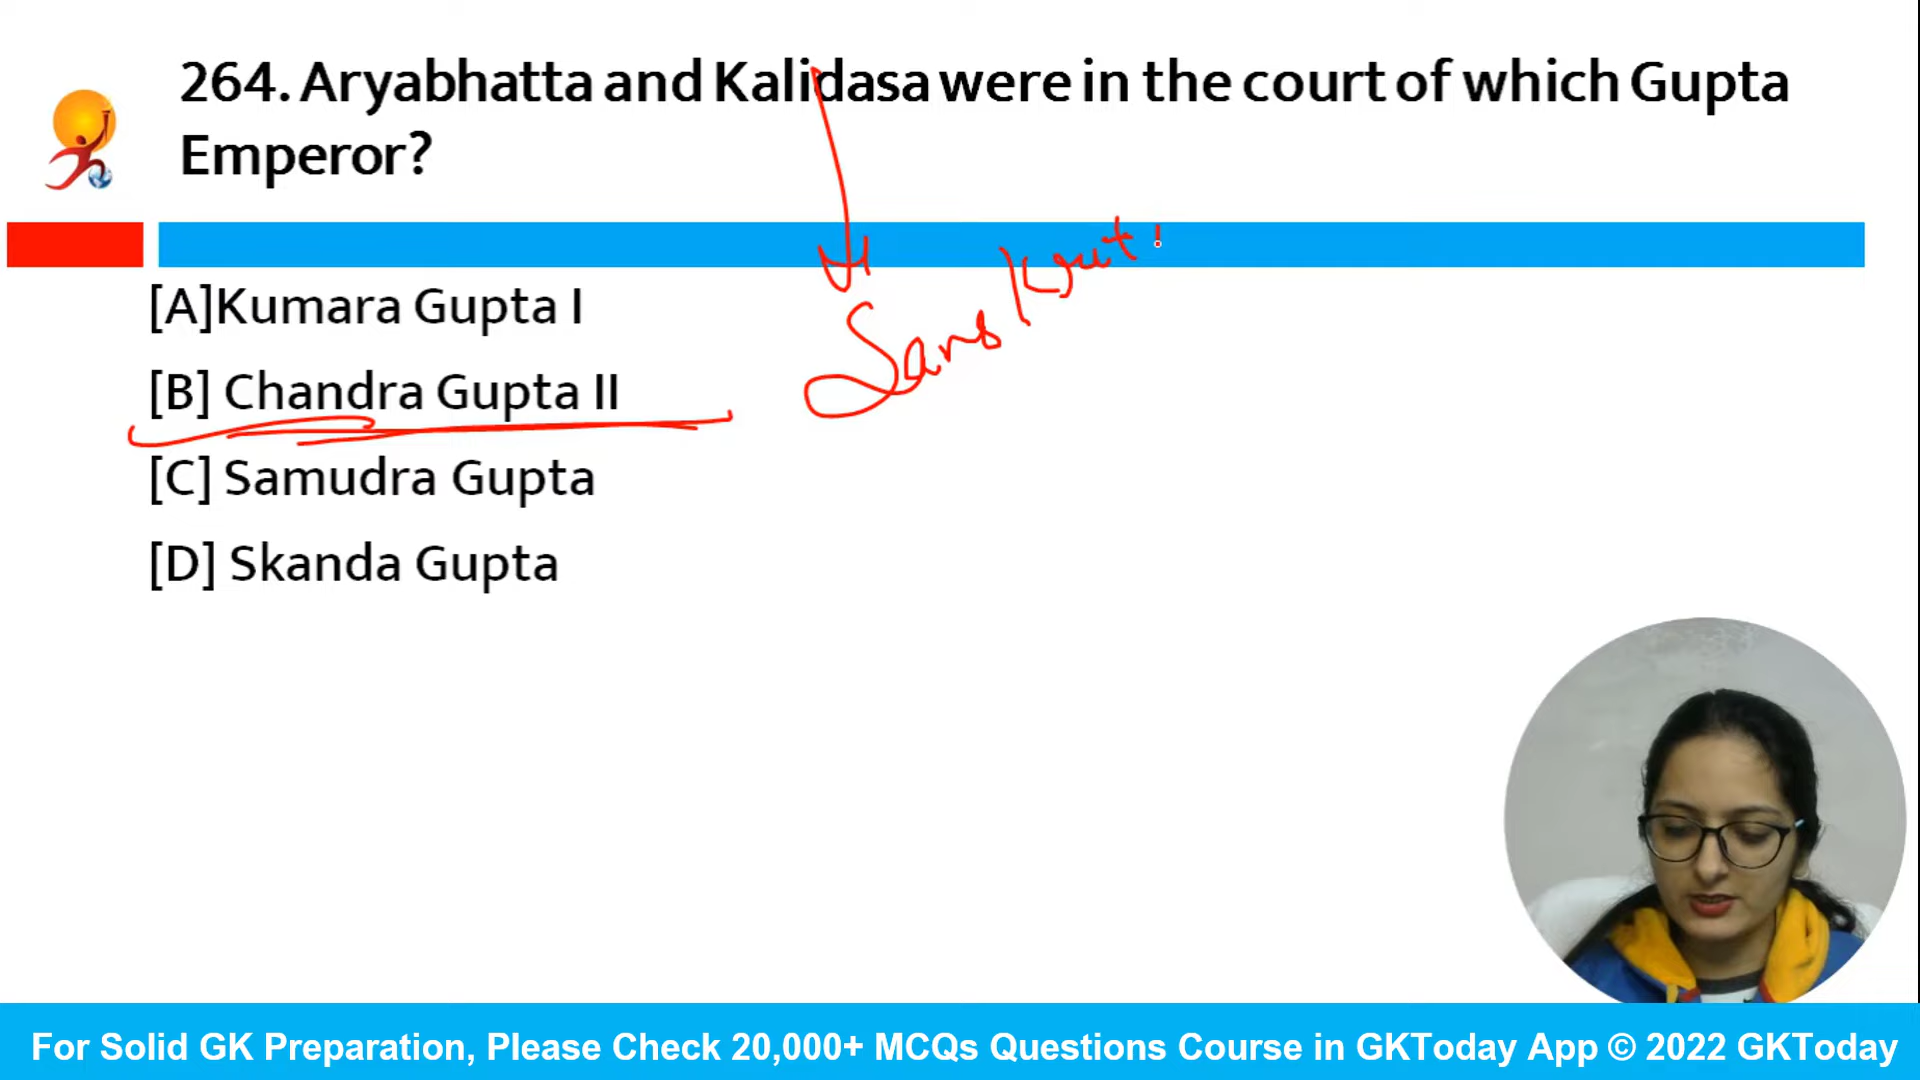 264. Aryabhatta and Kalidasa were in the court of which Gupta
Emperor?
Sanskrit
[A]Kumara Gupta I
[B] Chandra Gupta II
[C] Samudra Gupta
[D] Skanda Gupta
For Solid GK Preparation, Please Check 20,000+ MCQs Questions Course in GKToday App © 2022 GKToday